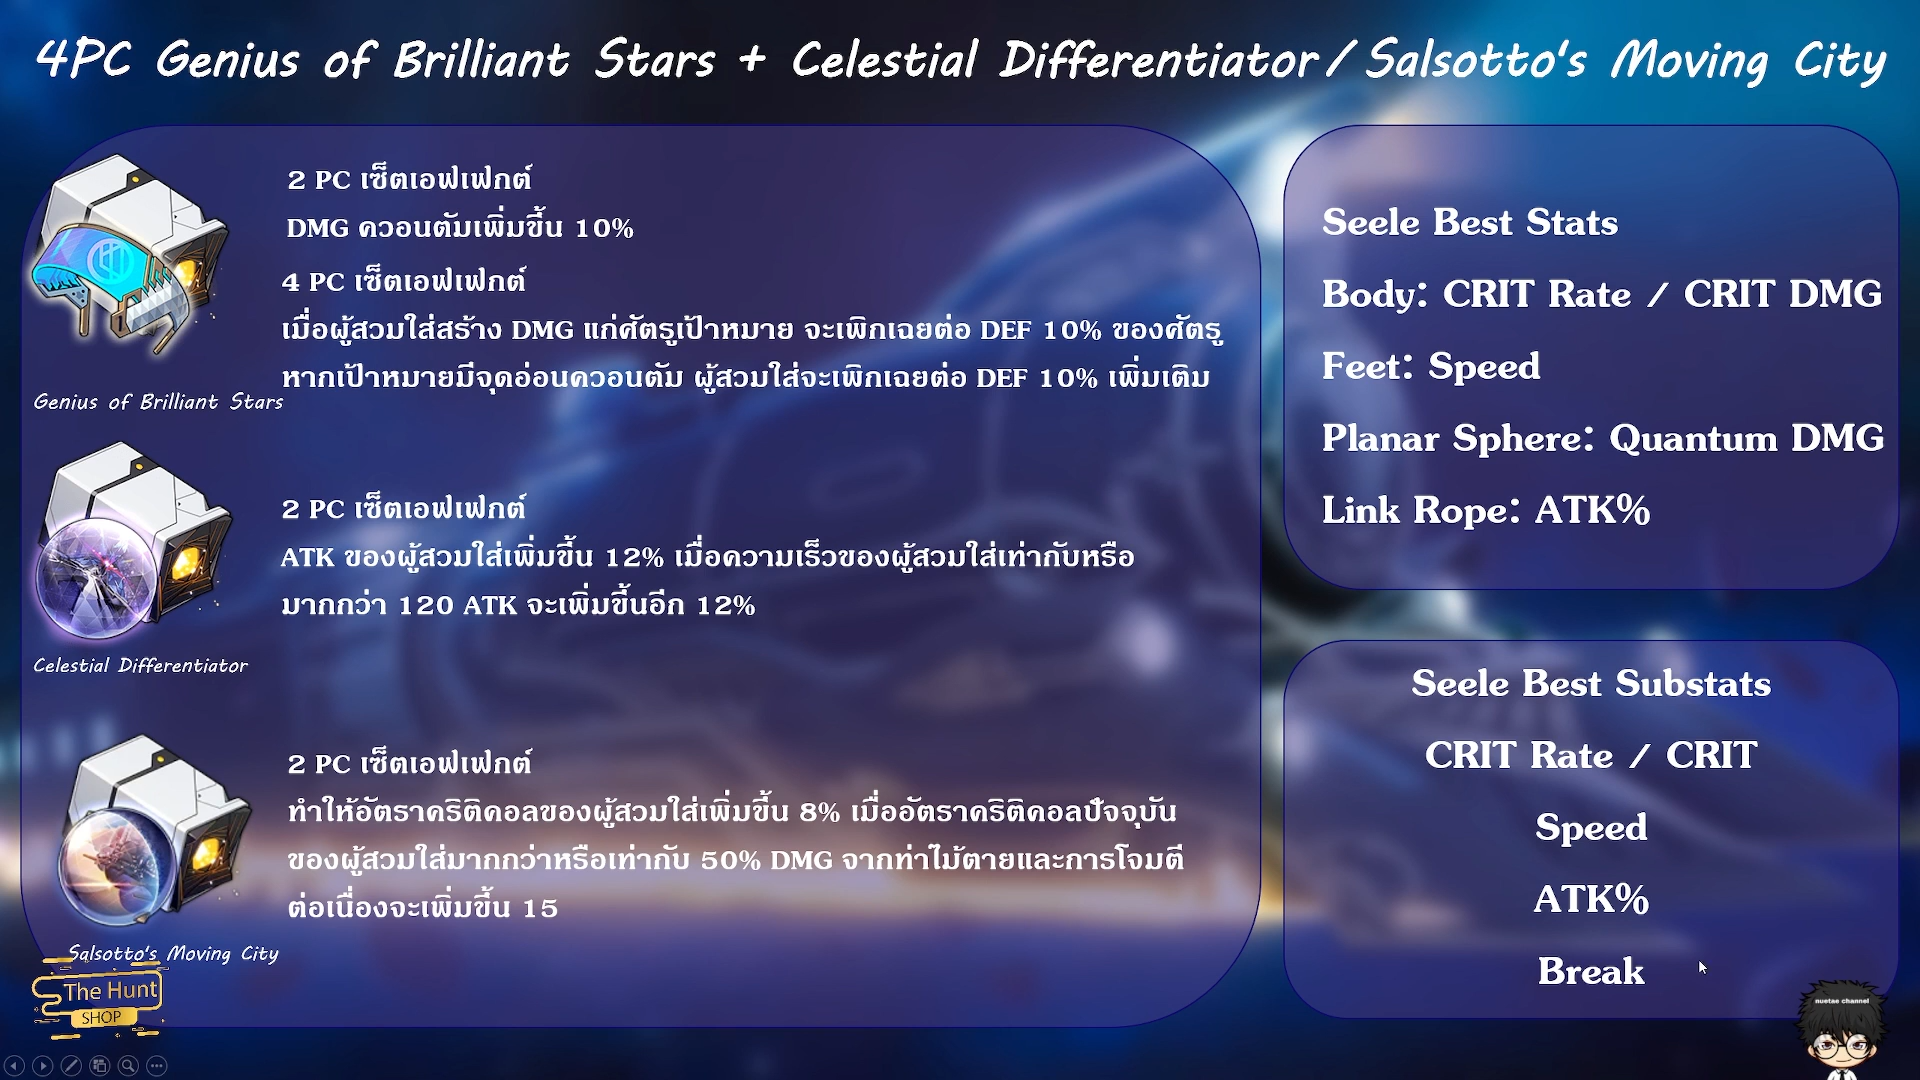 4PC Genius of Brilliant Stars + Celestial Differentiator/Salsotto's Moving City
2 PC เซ็ตเอฟเฟกต์
DMG ควอนตัมเพิ่มขึ้น 10%
4 PC เซ็ตเอฟเฟกต์
เมื่อผู้สวมใส่สร้าง DMG แก่ศัตรูเป้าหมาย จะเพิกเฉยต่อ DEF 10% ของศัตรู
หากเป้าหมายมีจุดอ่อนควอนตัม ผู้สวมใส่จะเพิกเฉยต่อ DEF 10% เพิ่มเติม
Genius of Brilliant Stars
2 PC เซ็ตเอฟเฟกต์
ATK ของผู้สวมใส่เพิ่มขึ้น 12% เมื่อความเร็วของผู้สวมใส่เท่ากับหรือ
มากกว่า 120 ATK จะเพิ่มขึ้นอีก 12%
Celestial Differentiator
2 PC เซ็ตเอฟเฟกต์
ทำให้อัตราคริติคอลของผู้สวมใส่เพิ่มขึ้น 8% เมื่ออัตราคริติคอลปัจจุบัน
ของผู้สวมใส่มากกว่าหรือเท่ากับ 50% DMG จากท่าไม้ตายและการโจมตี
ต่อเนื่องจะเพิ่มขึ้น 15
Salsotto's Moving City
The Hunt
SHOP
Seele Best Stats
Body: CRIT Rate / CRIT DMG
Feet: Speed
Planar Sphere: Quantum DMG
Link Rope: ATK%
Seele Best Substats
CRIT Rate / CRIT
Speed
ATK%
Break
nuetae channel